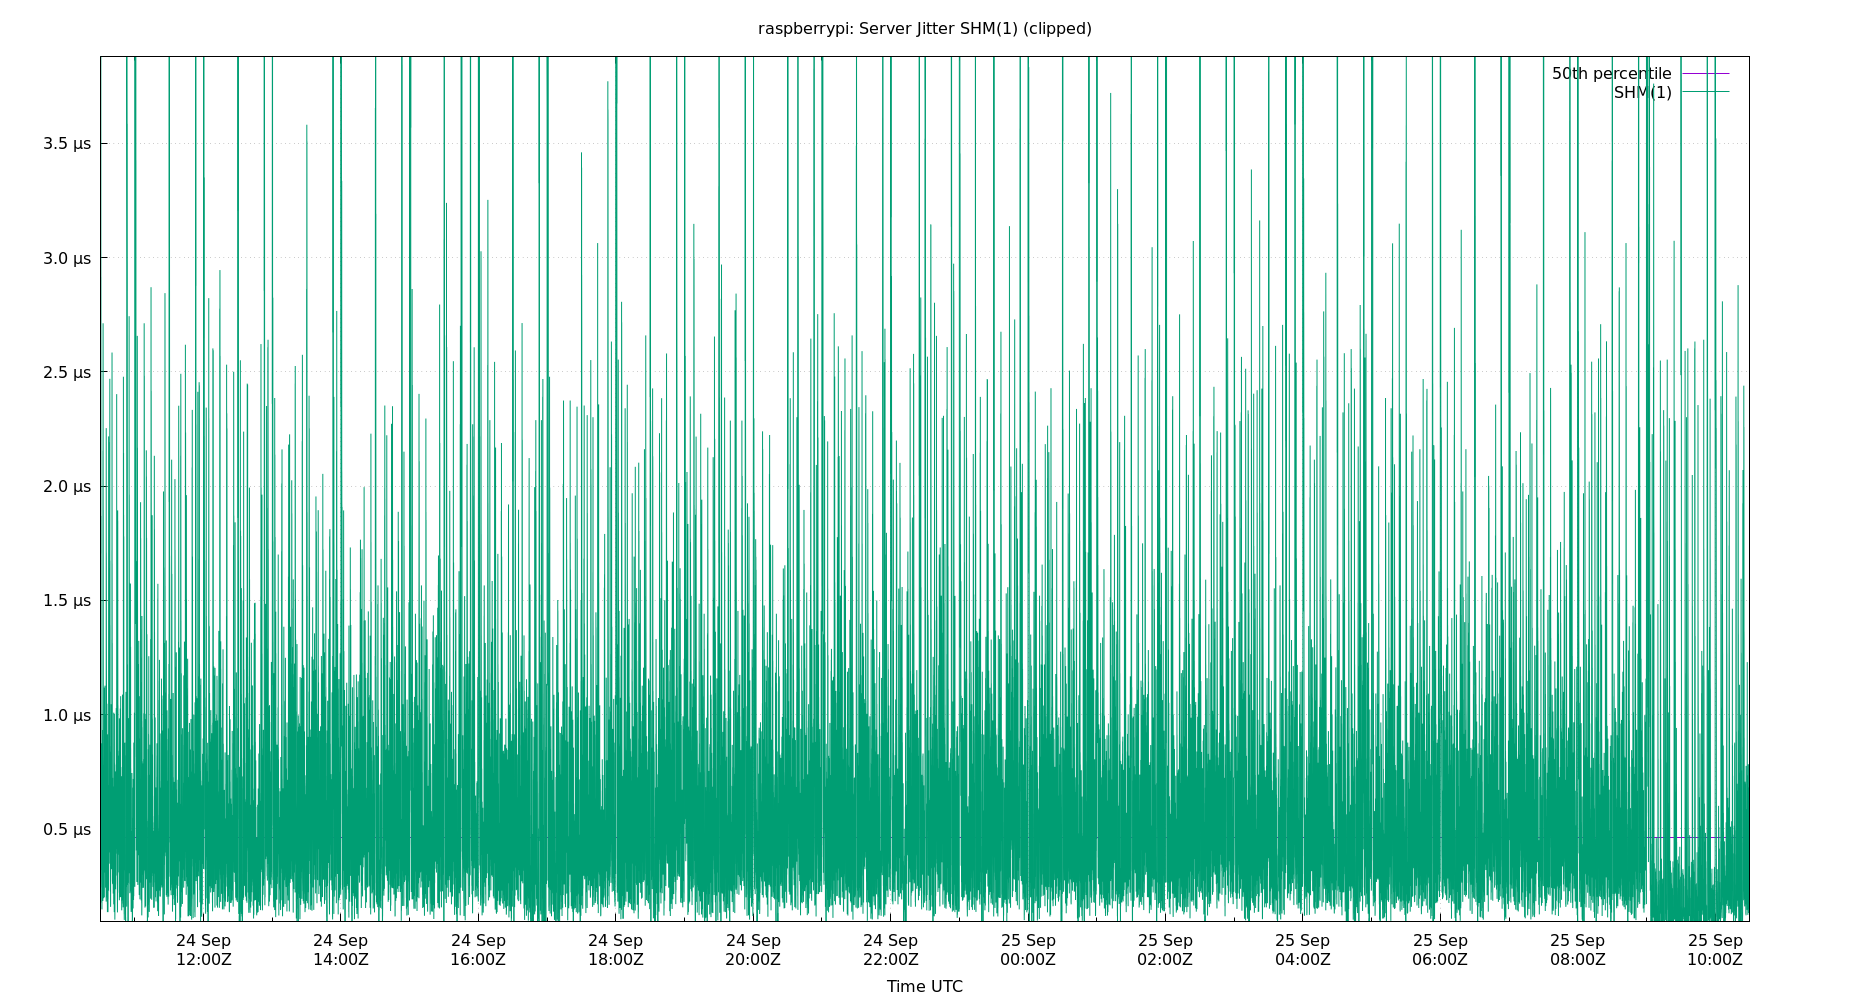 raspberrypi: Server Jitter SHM(1) (clipped)
50th percentile
SHM(1)
3.5 μs
3.0 μs
2.5 μs
2.0 μs
1.5 μs
1.0 μs
0.5 μs
24 Sep 24 Sep 24 Sep 24 Sep 24 Sep 24 Sep 25 Sep 25 Sep 25 Sep 25 Sep 25 Sep 25 Sep
12:00Z 14:00Z 16:00Z 18:00Z 20:00Z 22:00Z 00:00Z 02:00Z 04:00Z 06:00Z 08:00Z 10:00Z
Time UTC